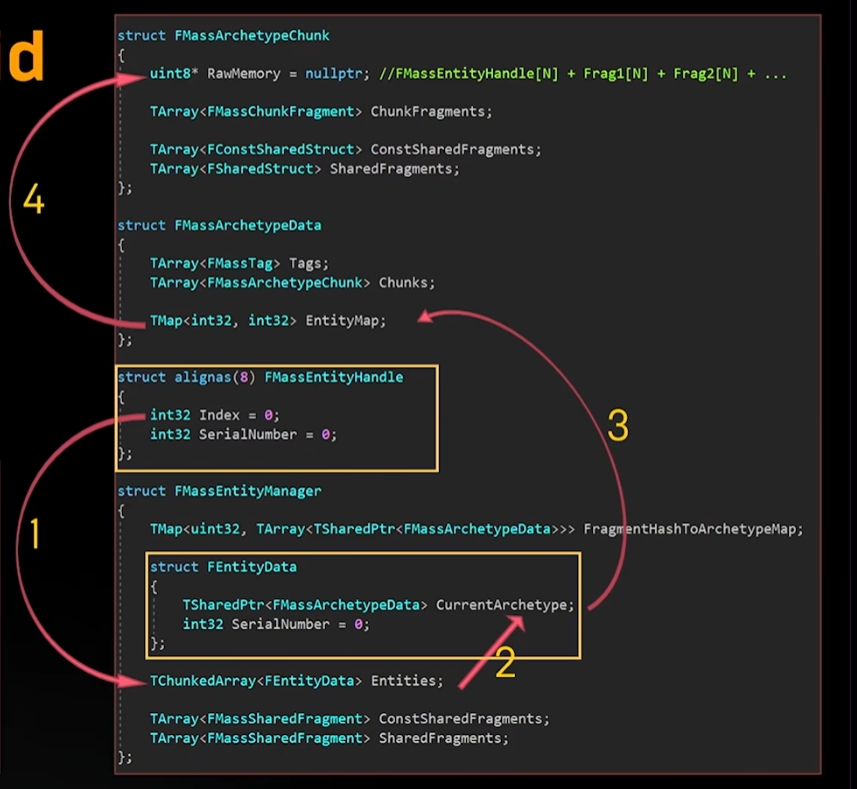 id
struct FMassArchetypeChunk
{
uint8* RawMemory = nullptr; //FMassEntityHandle[N] + Frag1[N] + Frag2[N] + ...
TArray<FMassChunkFragment> ChunkFragments;
TArray<FConstSharedStruct> ConstSharedFragments;
TArray<FSharedStruct> SharedFragments;
};
4
struct FMassArchetypeData
{
TArray<FMassTag> Tags;
TArray<FMassArchetypeChunk> Chunks;
TMap<int32, int32> EntityMap;
};
struct alignas(8) FMassEntityHandle
{
int32 Index = 0;
int32 SerialNumber = 0;
};
3
struct FMassEntityManager
{
TMap<uint32, TArray<TSharedPtr<FMassArchetypeData>>> FragmentHashToArchetypeMap;
1
struct FEntityData
{
TSharedPtr<FMassArchetypeData> CurrentArchetype;
int32 SerialNumber = 0;
};
2
TChunkedArray<FEntityData> Entities;
TArray<FMassSharedFragment> ConstSharedFragments;
TArray<FMassSharedFragment> SharedFragments;
};